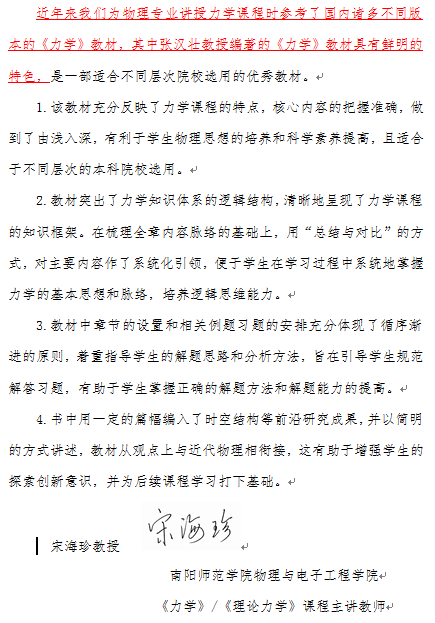 近年来我们为物理专业讲授力学课程时参考了国内诸多不同版
本的《力学》教材，其中张汉壮教授编著的《力学》教材具有鲜明的
特色，是一部适合不同层次院校选用的优秀教材。
1.该教材充分反映了力学课程的特点，核心内容的把握准确，做
到了由浅入深，有利于学生物理思想的培养和科学素养提高，且适合
于不同层次的本科院校选用。
2.教材突出了力学知识体系的逻辑结构，清晰地呈现了力学课程
的知识框架。在梳理全章内容脉络的基础上，用“总结与对比”的方
式，对主要内容作了系统化引领，便于学生在学习过程中系统地掌握
力学的基本思想和脉络，培养逻辑思维能力。
3.教材中章节的设置和相关例题习题的安排充分体现了循序渐
进的原则，着重指导学生的解题思路和分析方法，旨在引导学生规范
解答习题，有助于学生掌握正确的解题方法和解题能力的提高。
4.书中用一定的篇幅编入了时空结构等前沿研究成果，并以简明
的方式讲述，教材从观点上与近代物理相衔接，这有助于增强学生的
探索创新意识，并为后续课程学习打下基础。
宋海珍教授 宋海珍
南阳师范学院物理与电子工程学院
《力学》/《理论力学》课程主讲教师